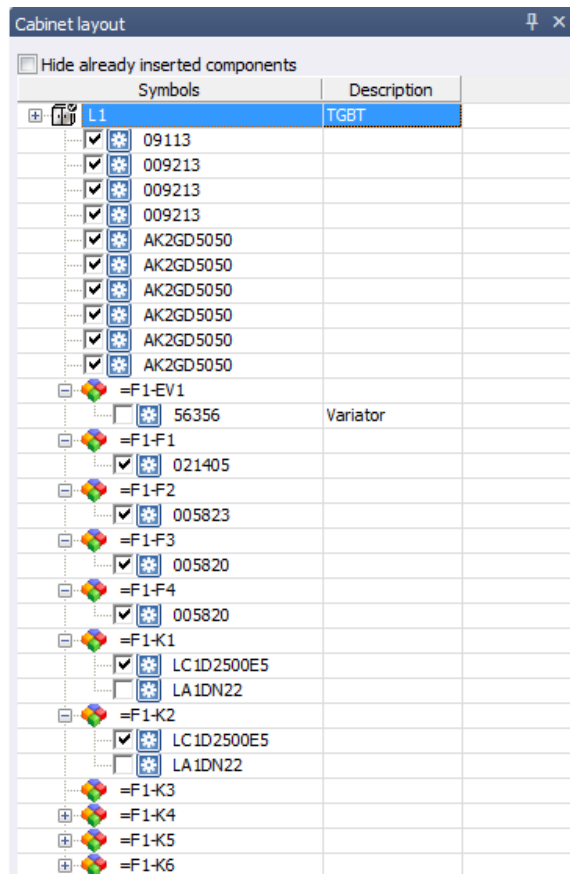 Cabinet layout
Hide already inserted components
Symbols Description
L1 TGBT
09113
009213
009213
009213
AK2GD5050
AK2GD5050
AK2GD5050
AK2GD5050
AK2GD5050
AK2GD5050
=F1-EV1
56356 Variator
=F1-F1
021405
=F1-F2
005823
=F1-F3
005820
=F1-F4
005820
=F1-K1
LC1D2500E5
LA1DN22
=F1-K2
LC1D2500E5
LA1DN22
=F1-K3
=F1-K4
=F1-K5
=F1-K6